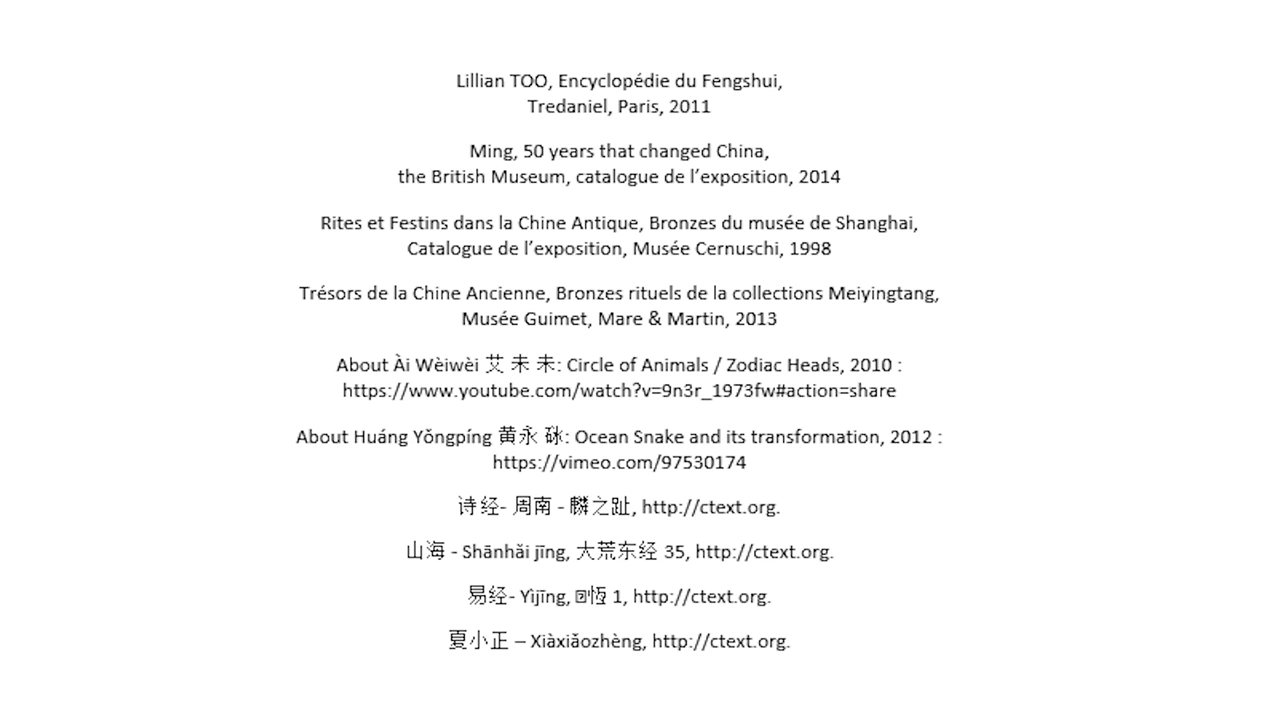 Lillian TOO, Encyclopédie du Fengshui,
Tredaniel, Paris, 2011
Ming, 50 years that changed China,
the British Museum, catalogue de l’exposition, 2014
Rites et Festins dans la Chine Antique, Bronzes du musée de Shanghai,
Catalogue de l’exposition, Musée Cernuschi, 1998
Trésors de la Chine Ancienne, Bronzes rituels de la collections Meiyingtang,
Musée Guimet, Mare & Martin, 2013
About Ài Wèiwèi 艾 未 未: Circle of Animals / Zodiac Heads, 2010 :
https://www.youtube.com/watch?v=9n3r_1973fw#action=share
About Huáng Yǒngpíng 黄永 : Ocean Snake and its transformation, 2012 :
https://vimeo.com/97530174
诗经- 周南 - 麟之趾, http://ctext.org.
山海 - Shānhǎi jīng, 大荒东经 35, http://ctext.org.
易经- Yìjīng, 恆 1, http://ctext.org.
夏小正 – Xiàxiǎozhèng, http://ctext.org.